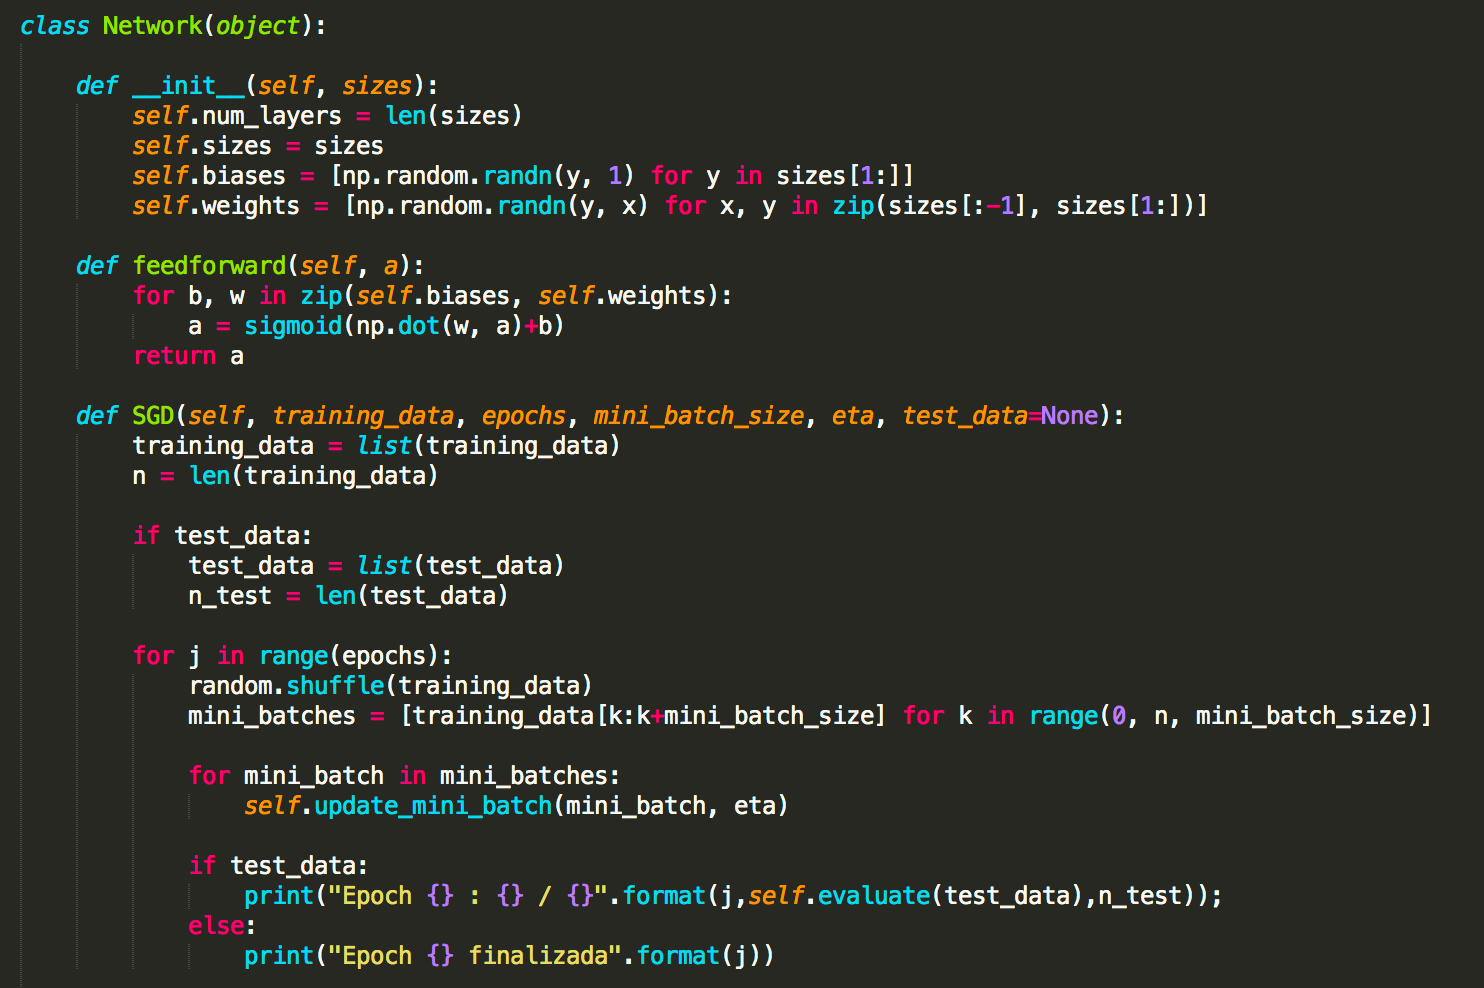 class Network(object):
def __init__(self, sizes):
self.num_layers = len(sizes)
self.sizes = sizes
self.biases = [np.random.randn(y, 1) for y in sizes[1:]]
self.weights = [np.random.randn(y, x) for x, y in zip(sizes[:-1], sizes[1:])]
def feedforward(self, a):
for b, w in zip(self.biases, self.weights):
a = sigmoid(np.dot(w, a)+b)
return a
def SGD(self, training_data, epochs, mini_batch_size, eta, test_data=None):
training_data = list(training_data)
n = len(training_data)
if test_data:
test_data = list(test_data)
n_test = len(test_data)
for j in range(epochs):
random.shuffle(training_data)
mini_batches = [training_data[k:k+mini_batch_size] for k in range(0, n, mini_batch_size)]
for mini_batch in mini_batches:
self.update_mini_batch(mini_batch, eta)
if test_data:
print("Epoch {} : {} / {}".format(j,self.evaluate(test_data),n_test));
else:
print("Epoch {} finalizada".format(j))